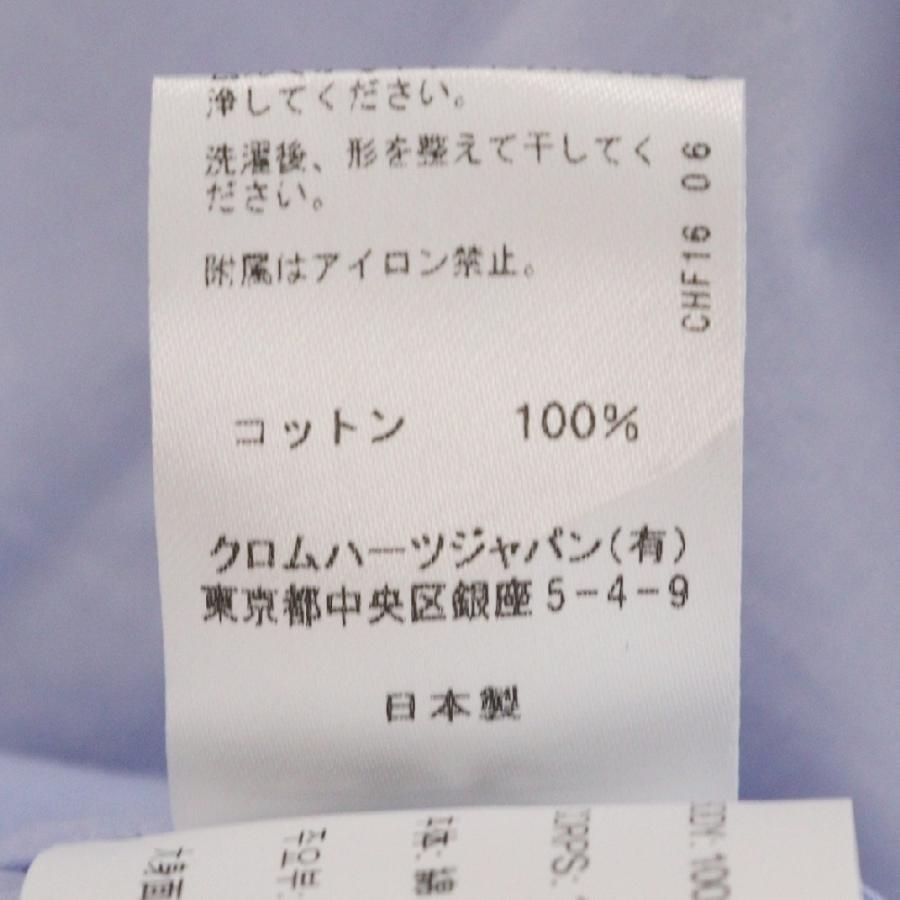 浄してください。
洗濯後、形を整えて干してく
ださい。
附属はアイロン禁止。
CHF16 06
コットン 100%
クロムハーツジャパン(有)
東京都中央区銀座5-4-9
日本製